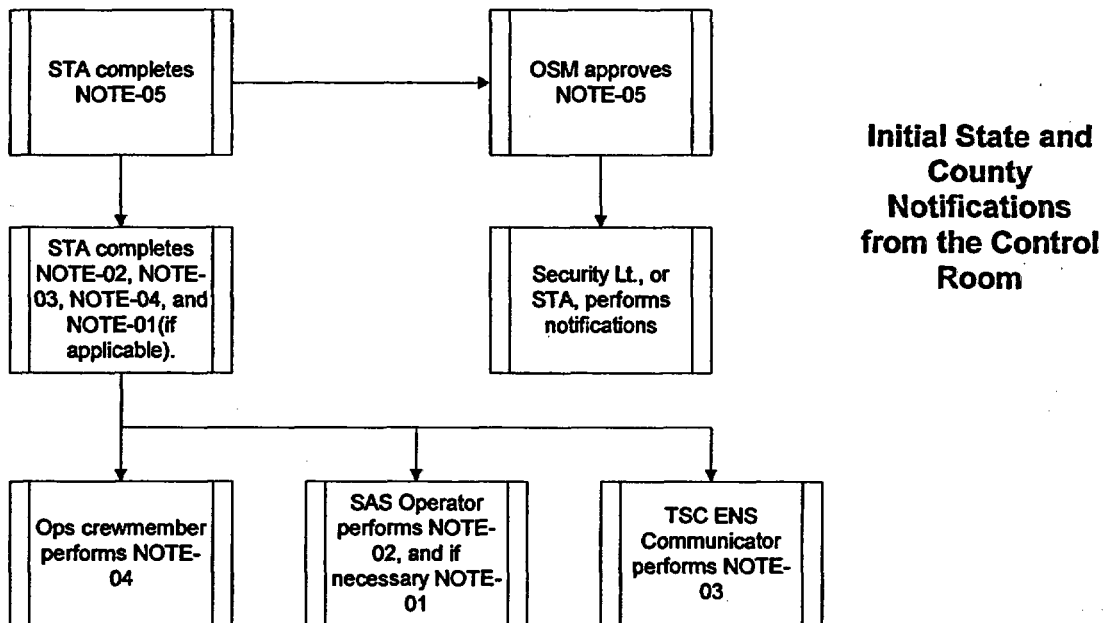 STA completes
NOTE-05
OSM approves
NOTE-05
Initial State and
County
Notifications
from the Control
Room
STA completes
NOTE-02, NOTE-
03, NOTE-04, and
NOTE-01(if
applicable).
Security Lt., or
STA, performs
notifications
Ops crewmember
performs NOTE-
04
SAS Operator
performs NOTE-
02, and if
necessary NOTE-
01
TSC ENS
Communicator
performs NOTE-
03